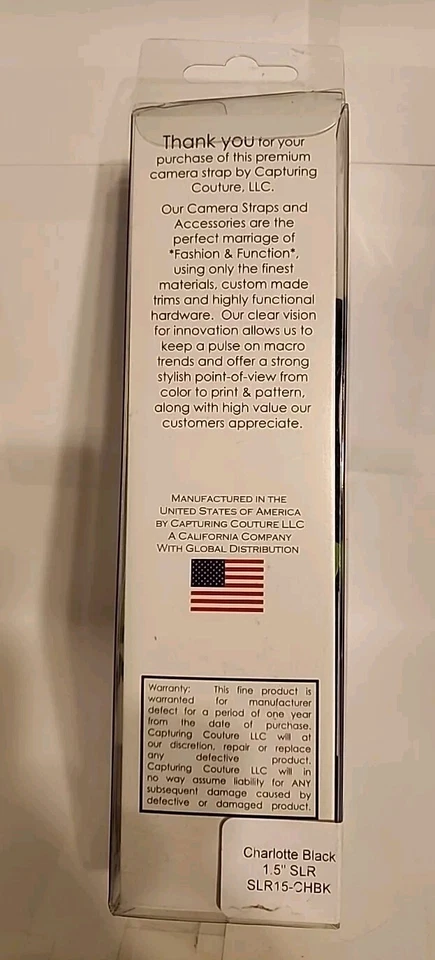 Thank you for your
purchase of this premium
camera strap by Capturing
Couture, LLC.
Our Camera Straps and
Accessories are the
perfect marriage of
*Fashion & Function*,
using only the finest
materials, custom made
trims and highly functional
hardware. Our clear vision
for innovation allows us to
keep a pulse on macro
trends and offer a strong
stylish point-of-view from
color to print & pattern,
along with high value our
customers appreciate.
MANUFACTURED IN THE
UNITED STATES OF AMERICA
BY CAPTURING COUTURE LLC
A CALIFORNIA COMPANY
WITH GLOBAL DISTRIBUTION
Warranty: This fine product is
warranted for manufacturer
defect for a period of one year
from the date of purchase.
Capturing Couture LLC will at
our discretion, repair or replace
any defective product.
Capturing Couture LLC will in
no way assume liability for ANY
subsequent damage caused by
defective or damaged product.
Charlotte Black
1.5" SLR
SLR15-CHBK